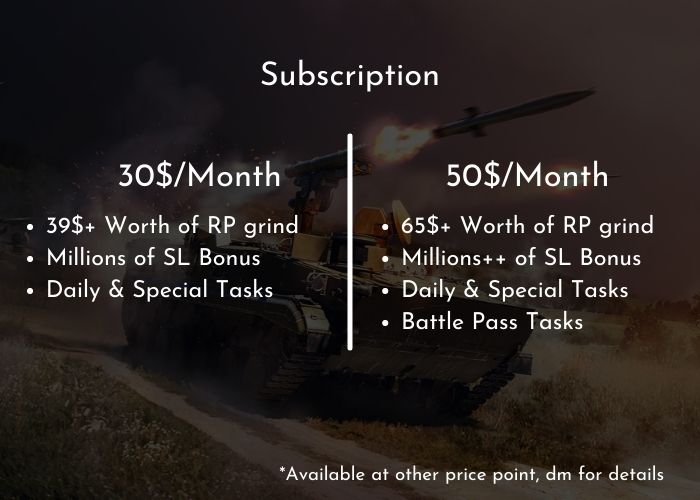 Subscription
30$/Month
• 39$+ Worth of RP grind
• Millions of SL Bonus
• Daily & Special Tasks
50$/Month
• 65$+ Worth of RP grind
• Millions++ of SL Bonus
• Daily & Special Tasks
• Battle Pass Tasks
*Available at other price point, dm for details